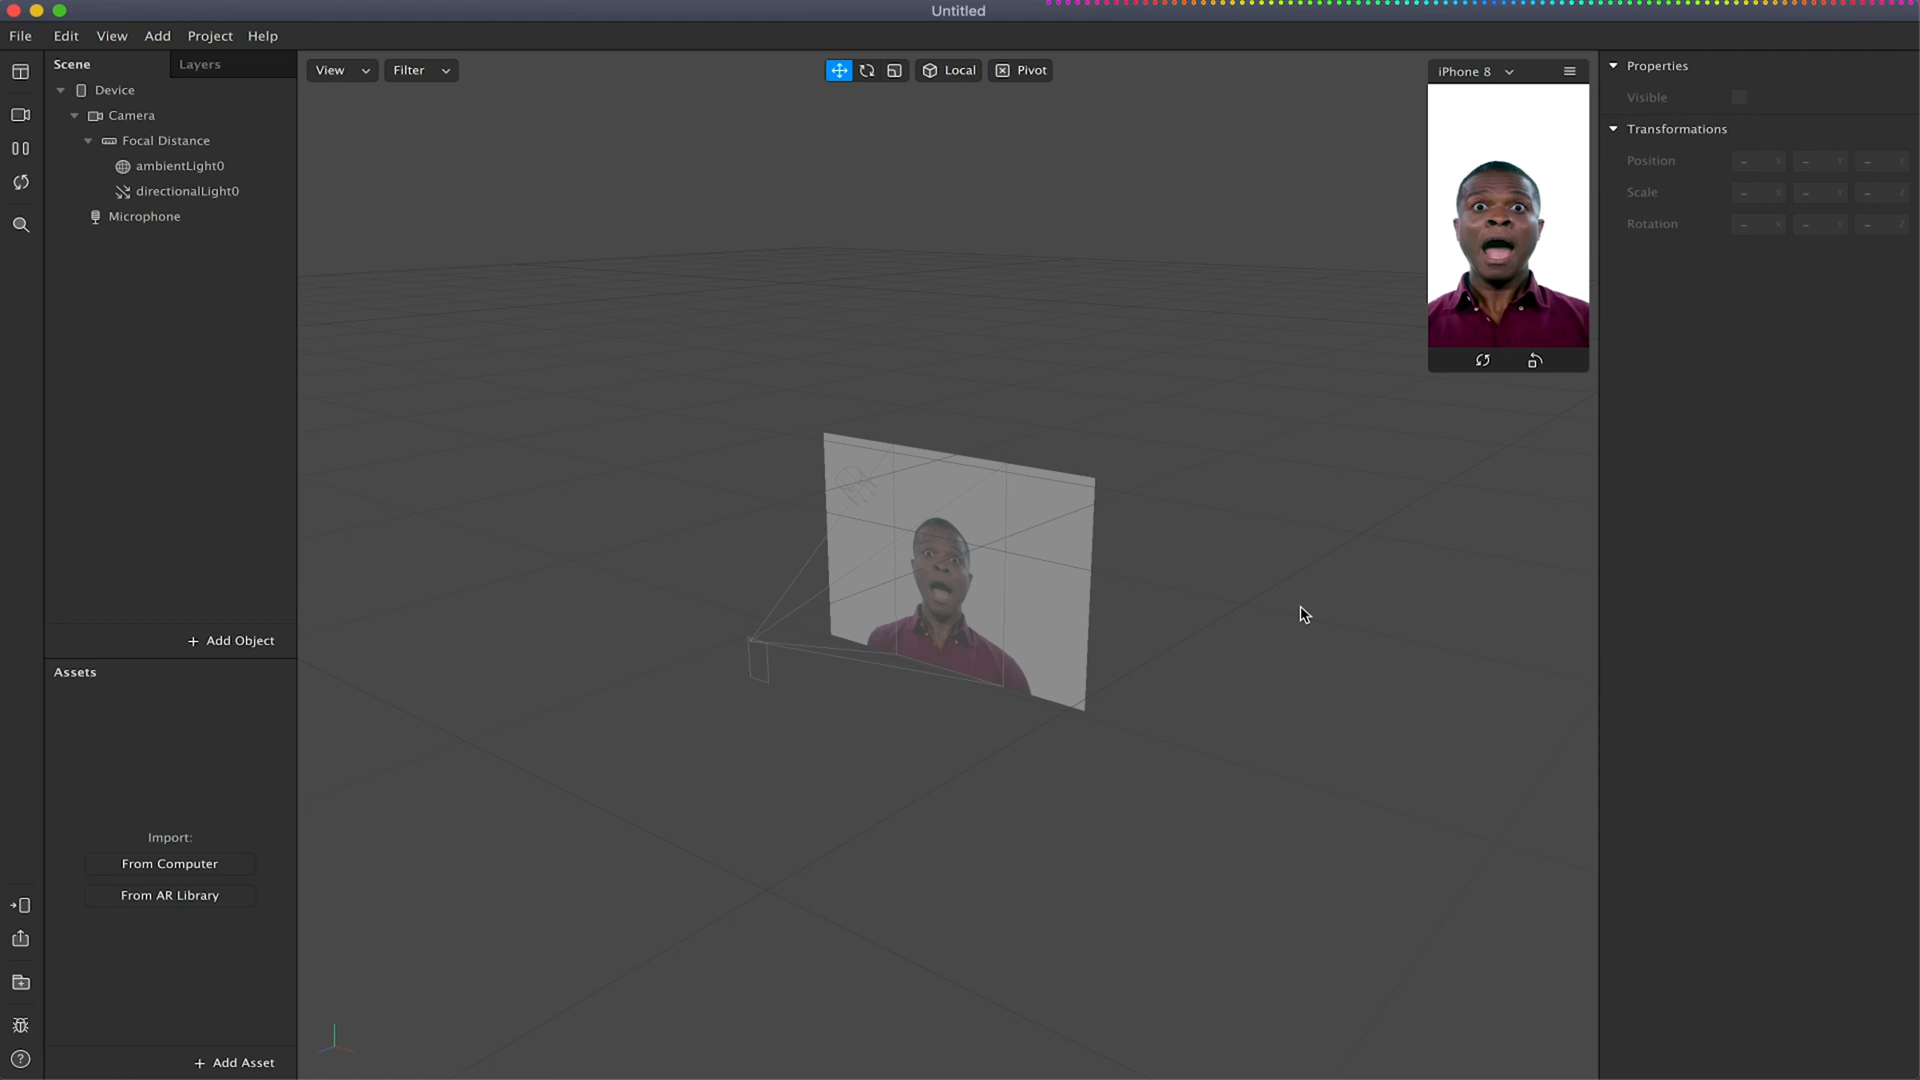 Untitled
File Edit View Add Project Help
Scene Layers
Device
Camera
Focal Distance
ambientLight0
directionalLight0
Microphone
+ Add Object
Assets
Import:
From Computer
From AR Library
+ Add Asset
View Filter
Local Pivot
iPhone 8
Properties
Visible
Transformations
Position – X – Y – Z
Scale – X – Y – Z
Rotation – X – Y – Z